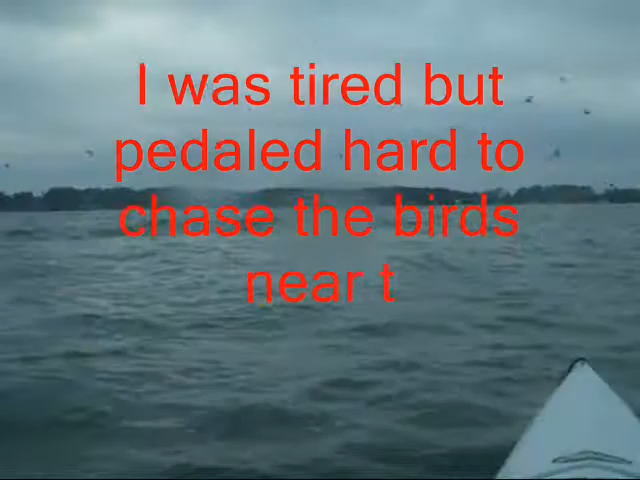 I was tired but
pedaled hard to
chase the birds
near t